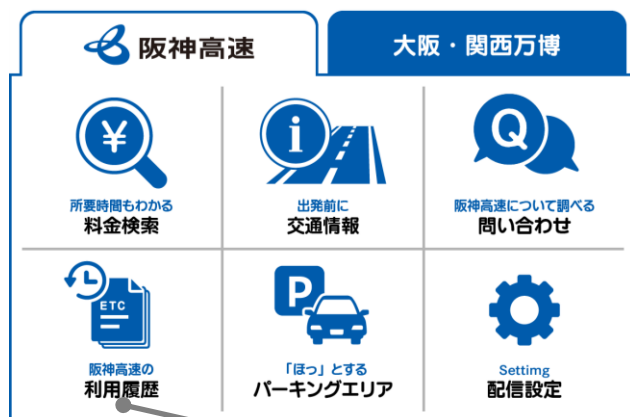 阪神高速
大阪・関西万博
¥
i
Q
所要時間もわかる
料金検索
出発前に
交通情報
阪神高速について調べる
問い合わせ
ETC
P
阪神高速の
利用履歴
「ほっ」とする
パーキングエリア
Settimg
配信設定